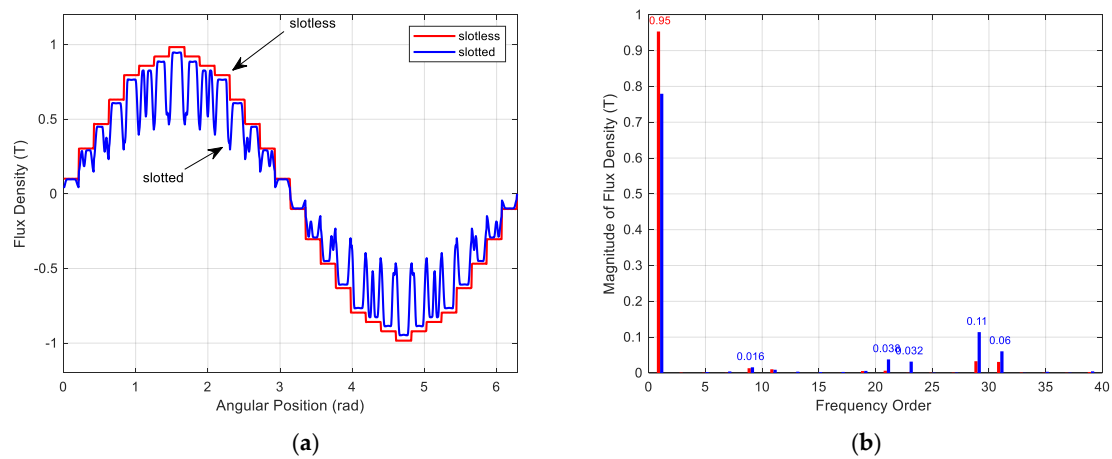 slotless
slotless
slotted
slotted
1
0.5
0
-0.5
-1
Flux Density (T)
0 1 2 3 4 5 6
Angular Position (rad)
(a)
0.95
0.016
0.038
0.032
0.11
0.06
1
0.9
0.8
0.7
0.6
0.5
0.4
0.3
0.2
0.1
0
Magnitude of Flux Density (T)
0 5 10 15 20 25 30 35 40
Frequency Order
(b)